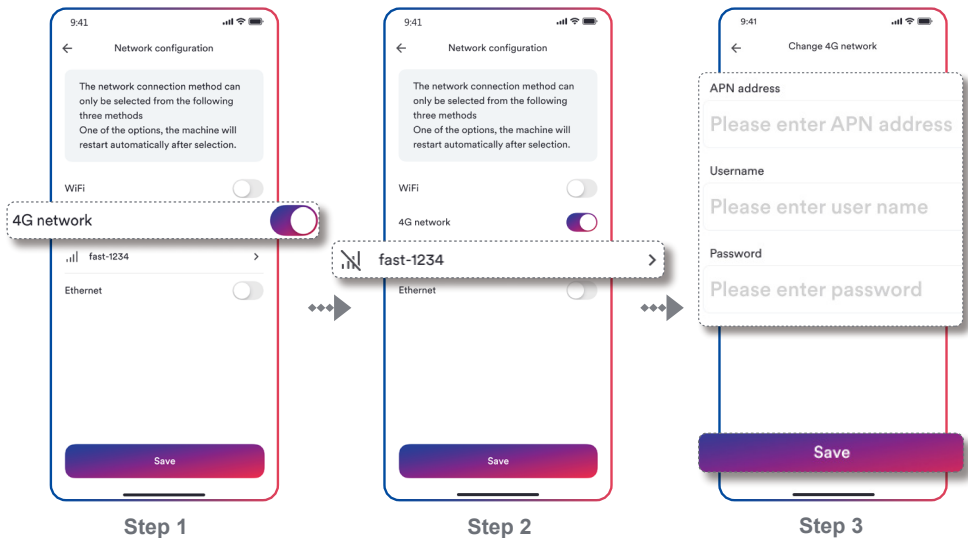 9:41
Network configuration
The network connection method can
only be selected from the following
three methods
One of the options, the machine will
restart automatically after selection.
WiFi
4G network
fast-1234
Ethernet
Save
Step 1
9:41
Network configuration
The network connection method can
only be selected from the following
three methods
One of the options, the machine will
restart automatically after selection.
WiFi
4G network
fast-1234
Ethernet
Save
Step 2
9:41
Change 4G network
APN address
Please enter APN address
Username
Please enter user name
Password
Please enter password
Save
Step 3